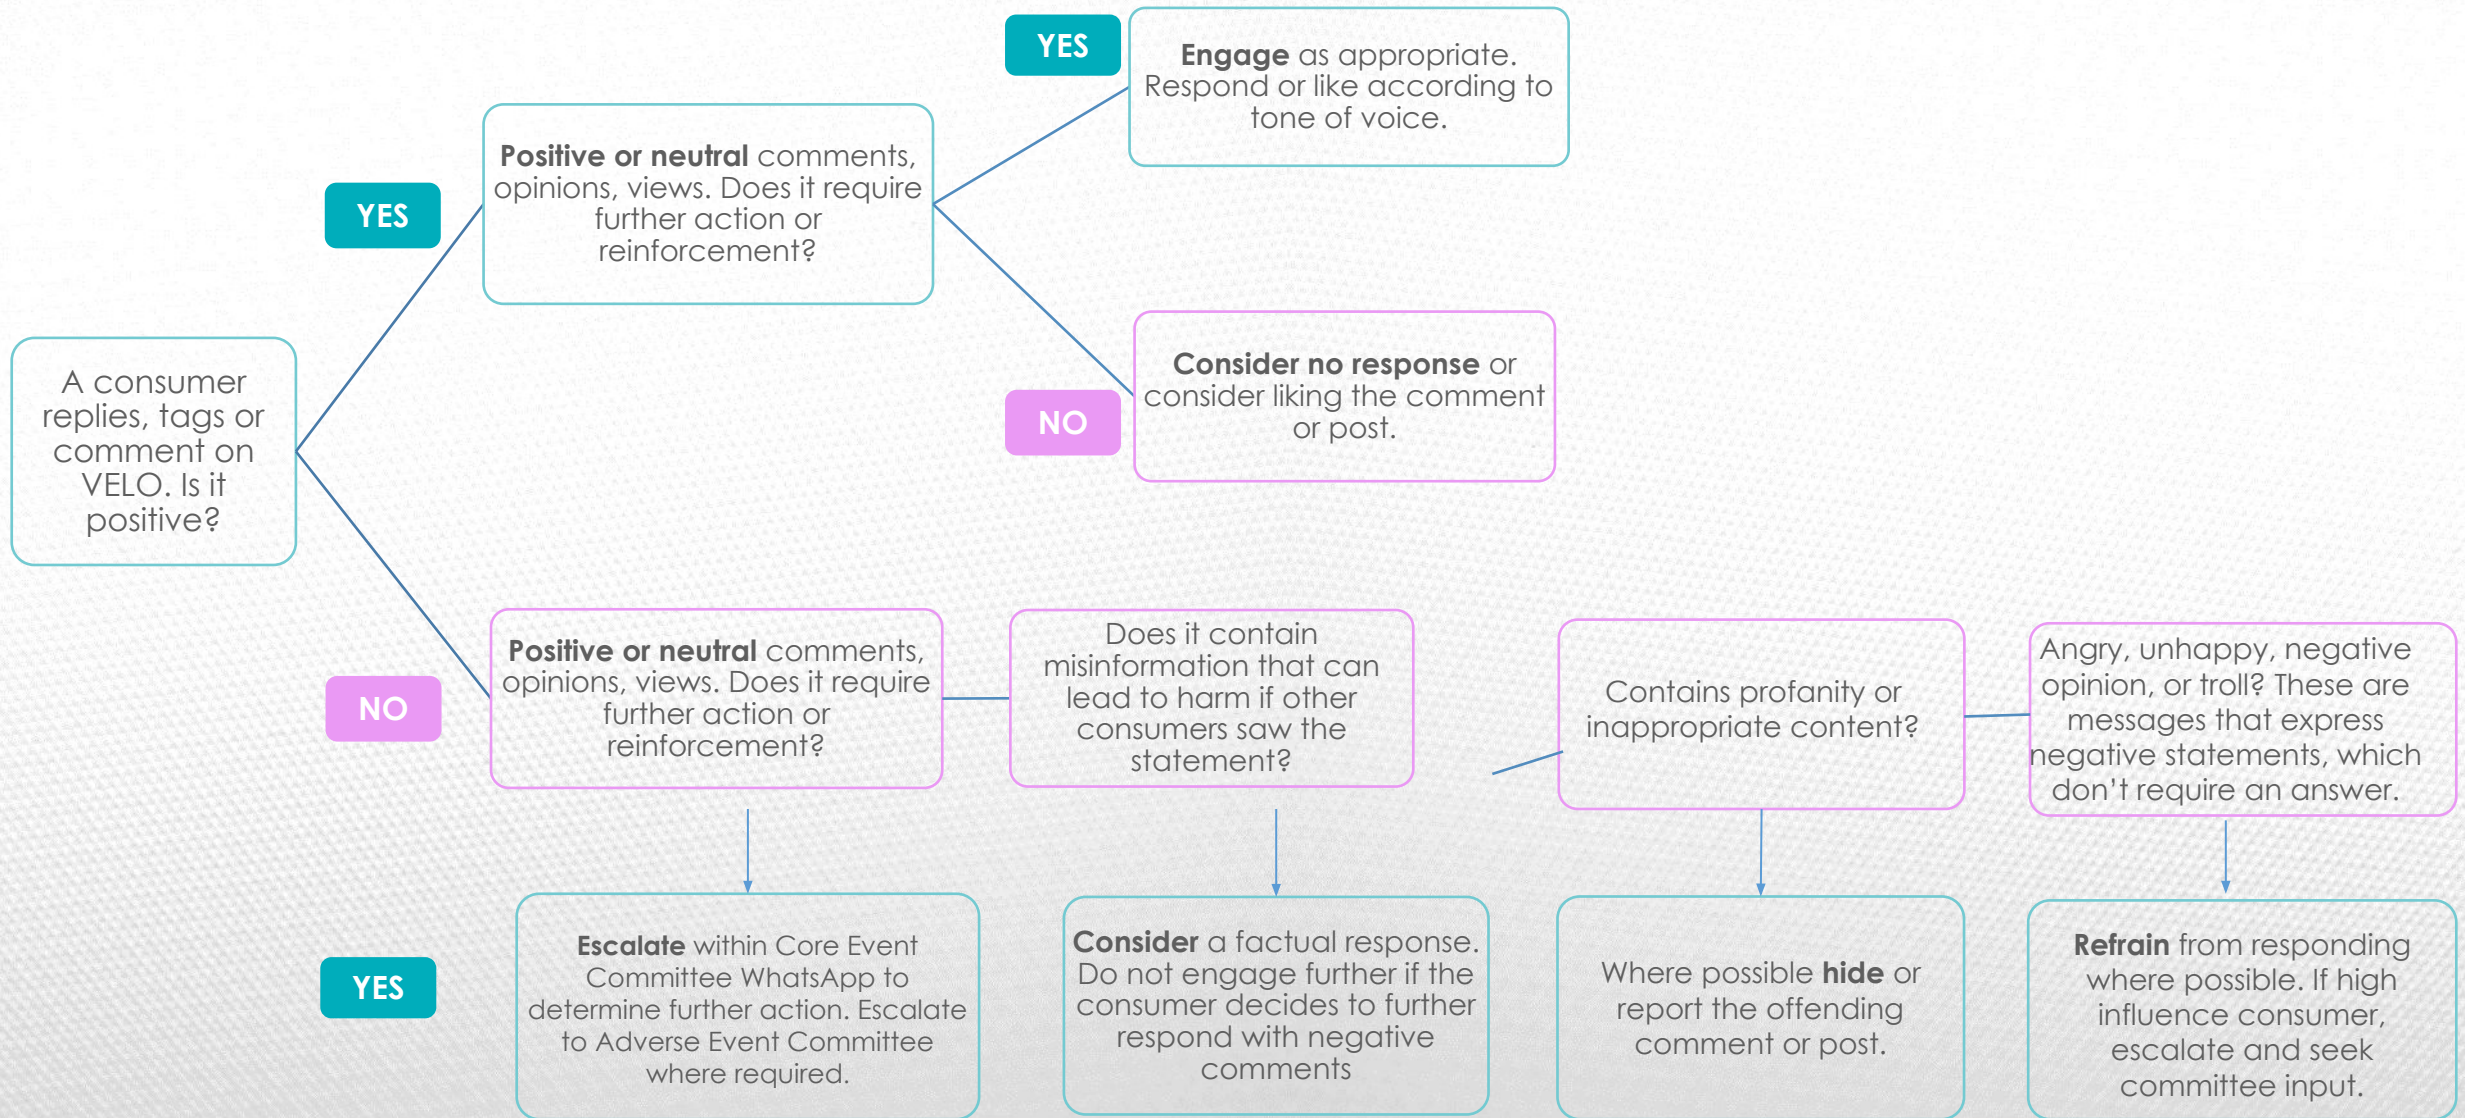 YES
Engage as appropriate.
Respond or like according to
tone of voice.
YES
Positive or neutral comments,
opinions, views. Does it require
further action or
reinforcement?
Consider no response or
consider liking the comment
or post.
NO
A consumer
replies, tags or
comment on
VELO. Is it
positive?
NO
Positive or neutral comments,
opinions, views. Does it require
further action or
reinforcement?
Does it contain
misinformation that can
lead to harm if other
consumers saw the
statement?
Contains profanity or
inappropriate content?
Angry, unhappy, negative
opinion, or troll? These are
messages that express
negative statements, which
don't require an answer.
YES
Escalate within Core Event
Committee WhatsApp to
determine further action. Escalate
to Adverse Event Committee
where required.
Consider a factual response.
Do not engage further if the
consumer decides to further
respond with negative
comments
Where possible hide or
report the offending
comment or post.
Refrain from responding
where possible. If high
influence consumer,
escalate and seek
committee input.